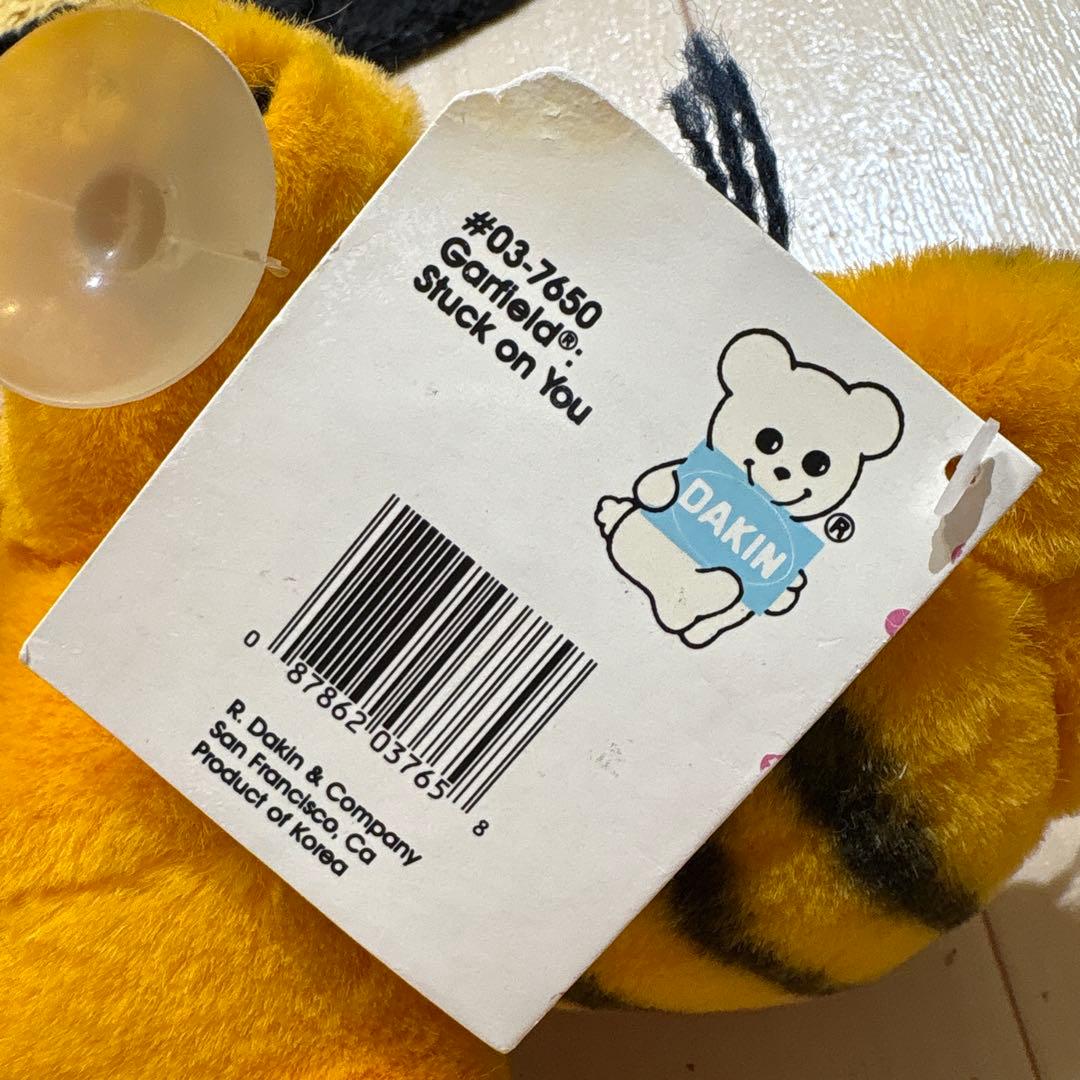 #03-7650
Garfield®:
Stuck on You
DAKIN
®
0 87862 03765 8
R. Dakin & Company
San Francisco, Ca
Product of Korea